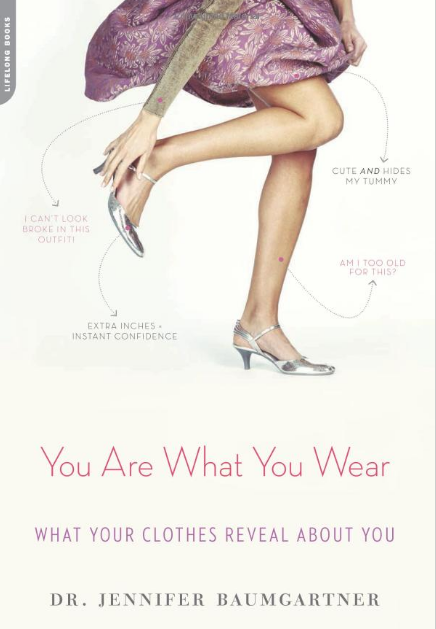 LIFELONG BOOKS
CUTE AND HIDES
MY TUMMY
I CAN'T LOOK
BROKE IN THIS
OUTFIT!
AM I TOO OLD
FOR THIS?
EXTRA INCHES =
INSTANT CONFIDENCE
You Are What You Wear
WHAT YOUR CLOTHES REVEAL ABOUT YOU
DR. JENNIFER BAUMGARTNER